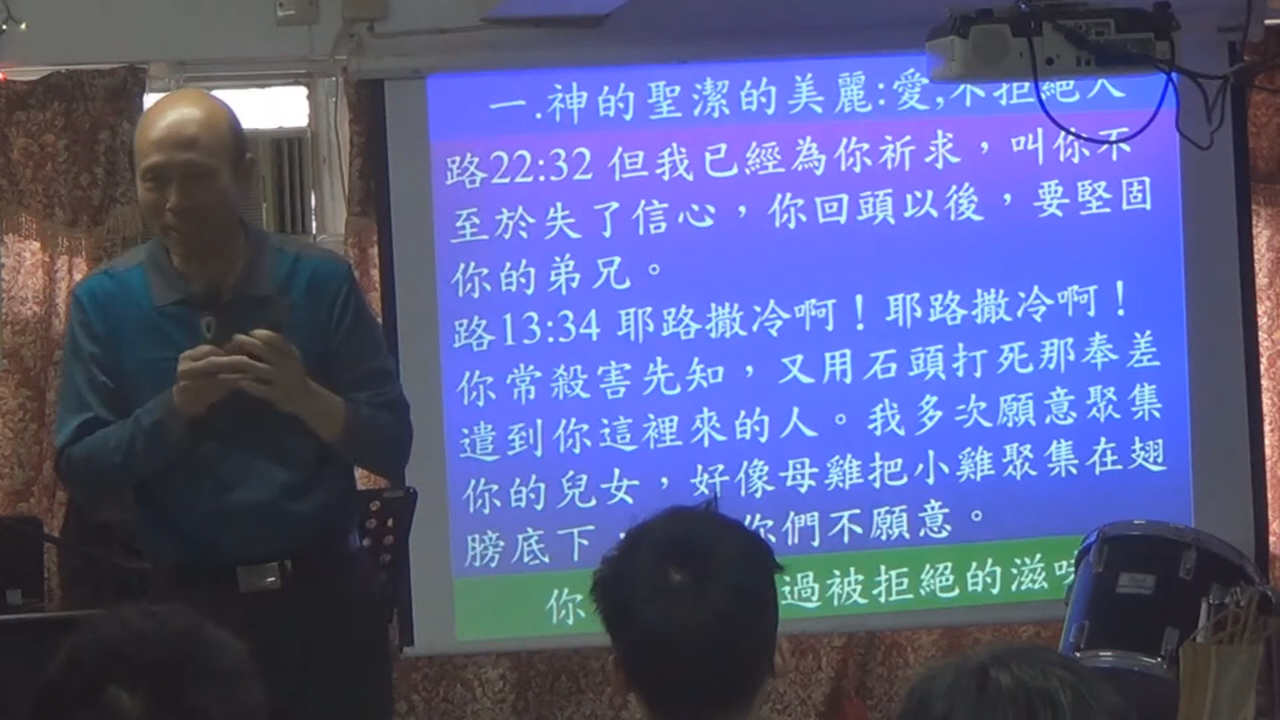 一.神的聖潔的美麗:愛,不拒絕人
路22:32 但我已經為你祈求，叫你不
至於失了信心，你回頭以後，要堅固
你的弟兄。
路13:34 耶路撒冷啊！耶路撒冷啊！
你常殺害先知，又用石頭打死那奉差
遣到你這裡來的人。我多次願意聚集
你的兒女，好像母雞把小雞聚集在翅
膀底下，你們不願意。
你過被拒絕的滋味